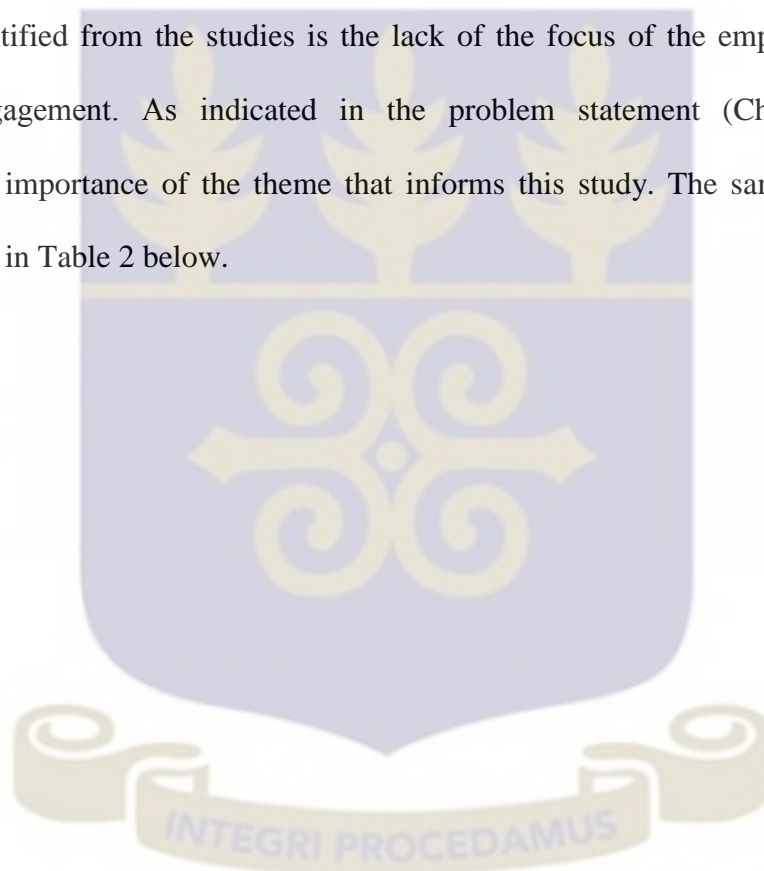 tified from the studies is the lack of the focus of the emp
gagement. As indicated in the problem statement (Ch
importance of the theme that informs this study. The sa
in Table 2 below.
INTEGRI PROCEDAMUS